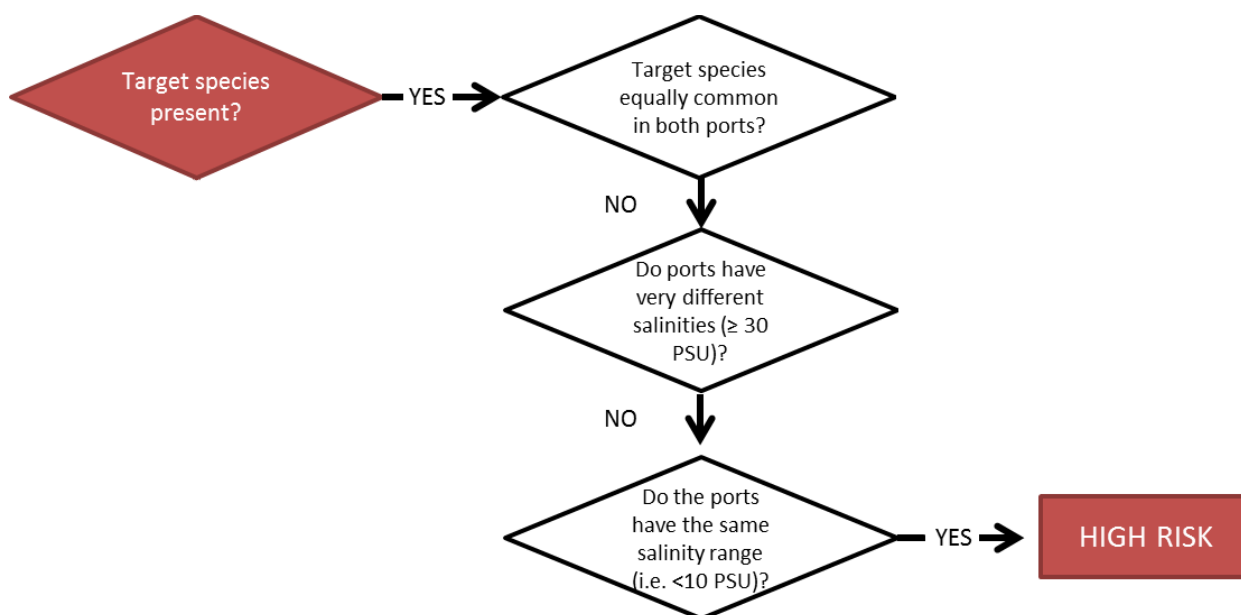 Target species
present?
YES
Target species
equally common
in both ports?
NO
Do ports have
very different
salinities (≥ 30
PSU)?
NO
Do the ports
have the same
salinity range
(i.e. <10 PSU)?
YES
HIGH RISK